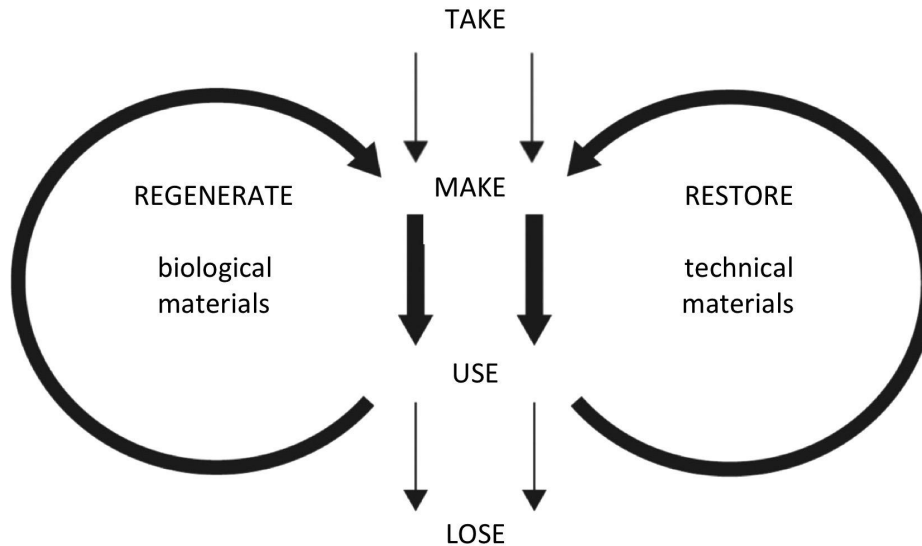 TAKE
MAKE
REGENERATE
RESTORE
biological
materials
technical
materials
USE
LOSE